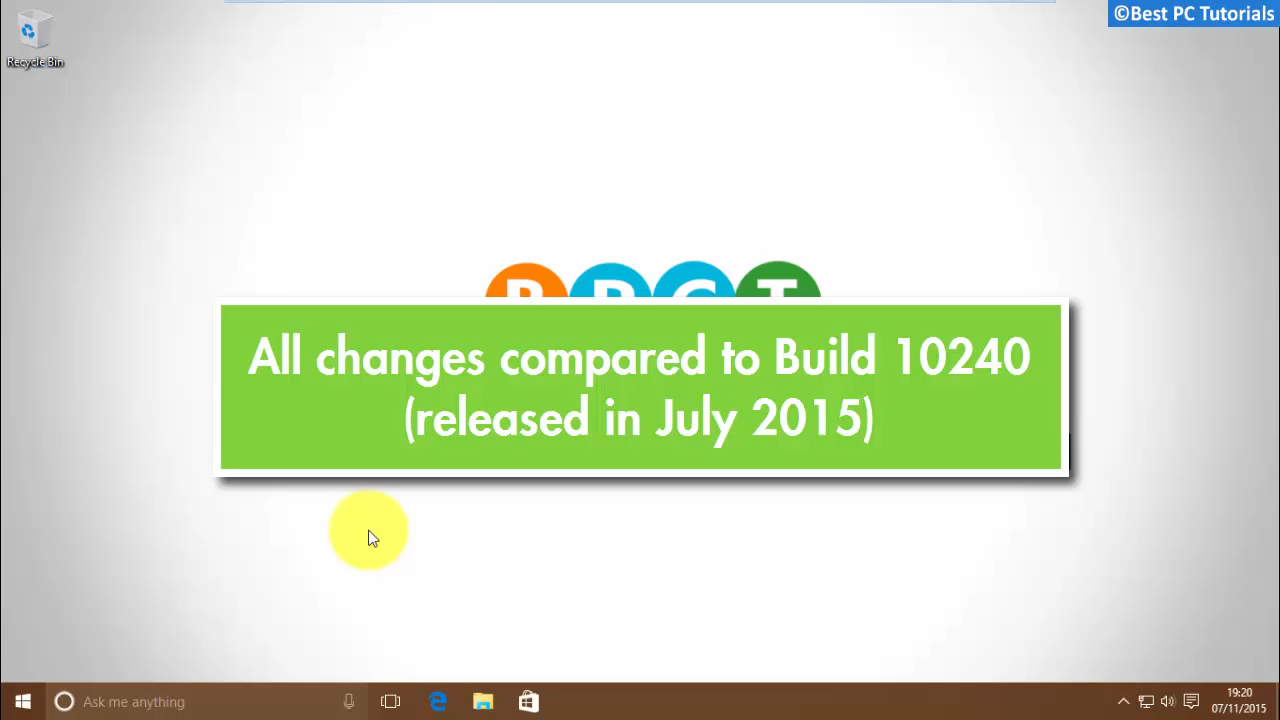 ©Best PC Tutorials
Recycle Bin
B P C T
All changes compared to Build 10240
(released in July 2015)
Ask me anything
19:20
07/11/2015